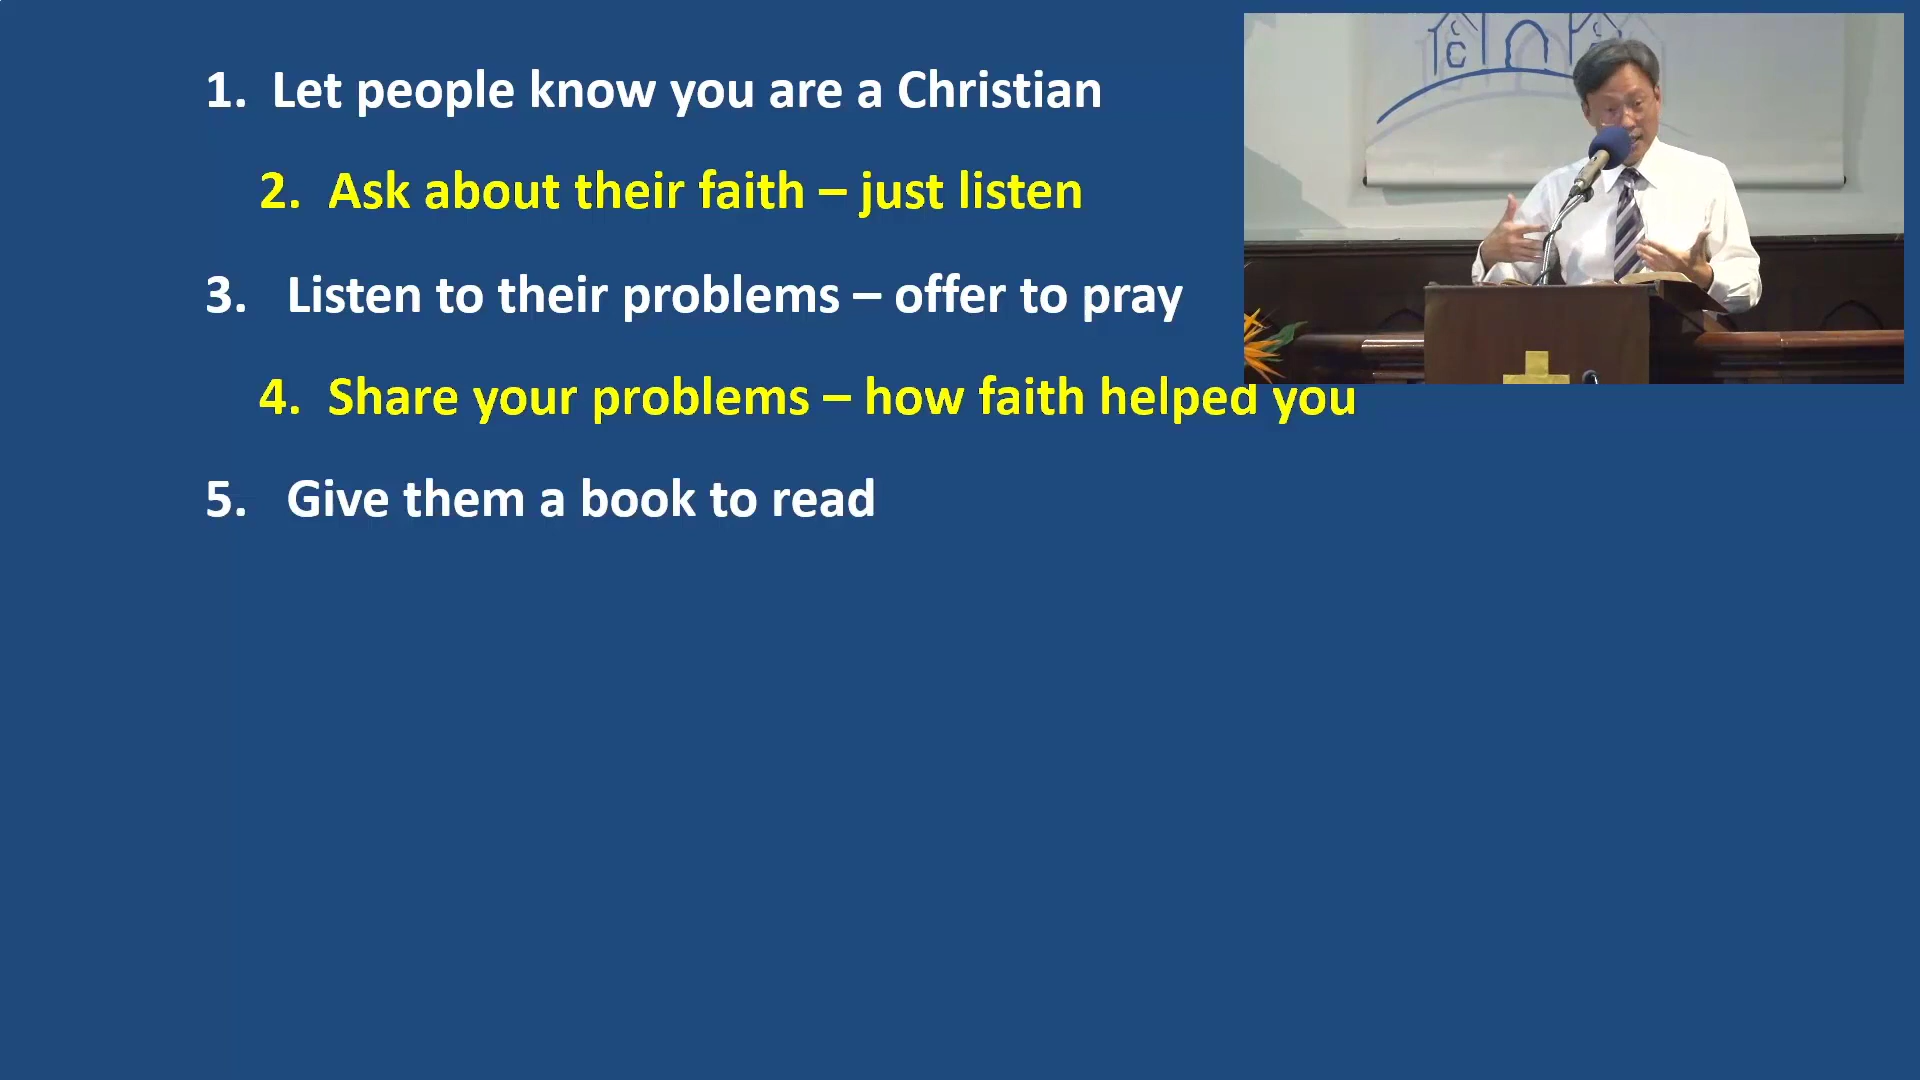 1. Let people know you are a Christian
2. Ask about their faith – just listen
3. Listen to their problems – offer to pray
4. Share your problems – how faith helped you
5. Give them a book to read